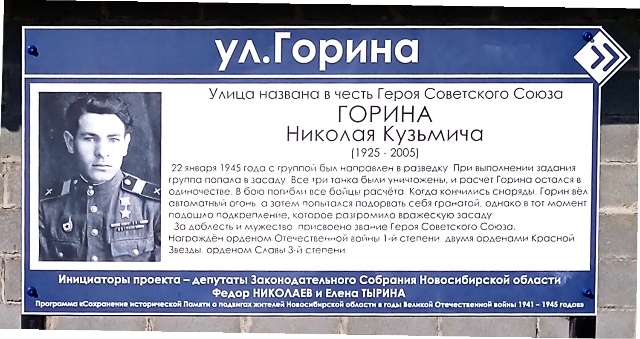 ул.Горина
Улица названа в честь Героя Советского Союза
ГОРИНА
Николая Кузьмича
(1925 - 2005)
22 января 1945 года с группой был направлен в разведку. При выполнении задания
группа попала в засаду. Все три танка были уничтожены, и расчёт Горина остался в
одиночестве. В бою погибли все бойцы расчёта. Когда кончились снаряды, Горин вёл
автоматный огонь, а затем попытался подорвать себя гранатой, однако в тот момент
подошло подкрепление, которое разгромило вражескую засаду.
За доблесть и мужество присвоено звание Героя Советского Союза.
Награждён орденом Отечественной войны 1-й степени, двумя орденами Красной
Звезды, орденом Славы 3-й степени
Инициаторы проекта – депутаты Законодательного Собрания Новосибирской области
Федор НИКОЛАЕВ и Елена ТЫРИНА
Программа «Сохранение исторической Памяти о подвигах жителей Новосибирской области в годы Великой Отечественной войны 1941 – 1945 годов»